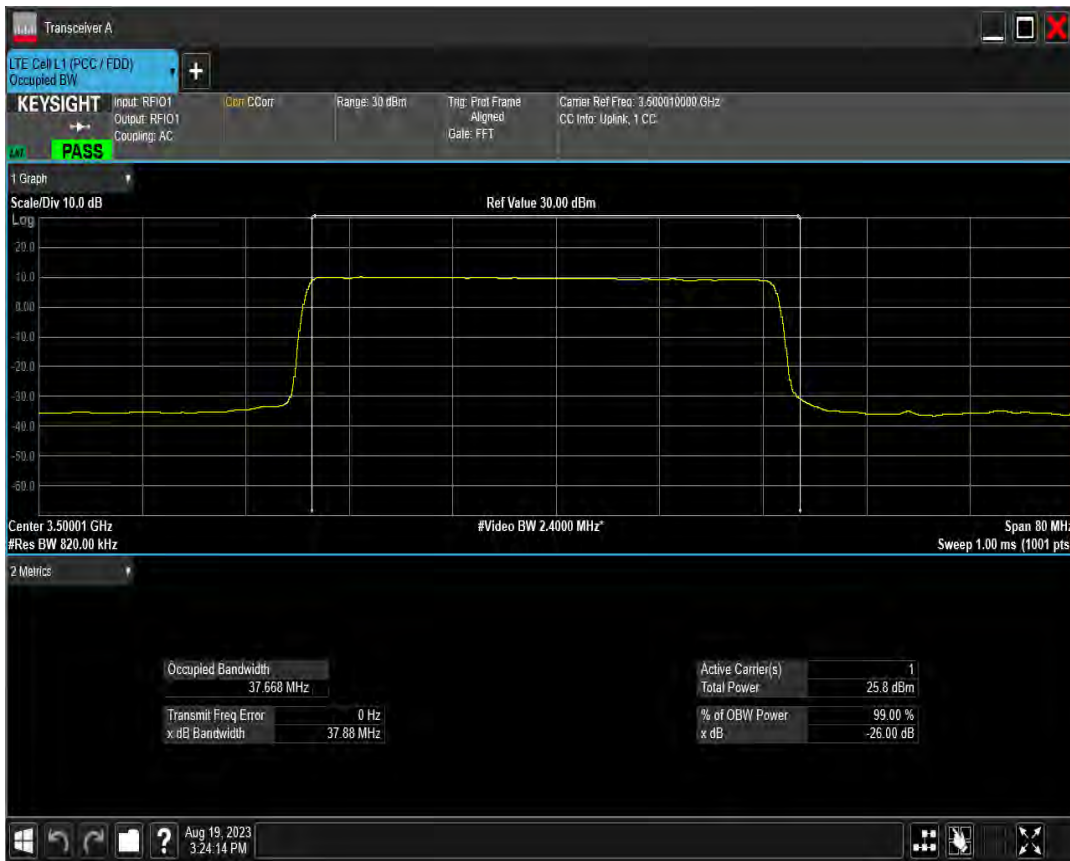 Transceiver A
LTE Cell L1 (PCC / FDD)
Occupied BW
+
KEYSIGHT
Input: RFIO1
Output: RFIO1
Coupling: AC
Corr CCorr
Range: 30 dBm
Trig: Prot Frame
Aligned
Gate: FFT
Carrier Ref Freq: 3.500010000 GHz
CC Info: Uplink, 1 CC
PASS
1 Graph
Scale/Div 10.0 dB
Ref Value 30.00 dBm
Log
20.0
10.0
0.00
-10.0
-20.0
-30.0
-40.0
-50.0
-60.0
Center 3.50001 GHz
#Video BW 2.4000 MHz*
Span 80 MHz
#Res BW 820.00 kHz
Sweep 1.00 ms (1001 pts
2 Metrics
Occupied Bandwidth
37.668 MHz
Transmit Freq Error 0 Hz
x dB Bandwidth 37.88 MHz
Active Carrier(s) 1
Total Power 25.8 dBm
% of OBW Power 99.00 %
x dB -26.00 dB
?
Aug 19, 2023
3:24:14 PM